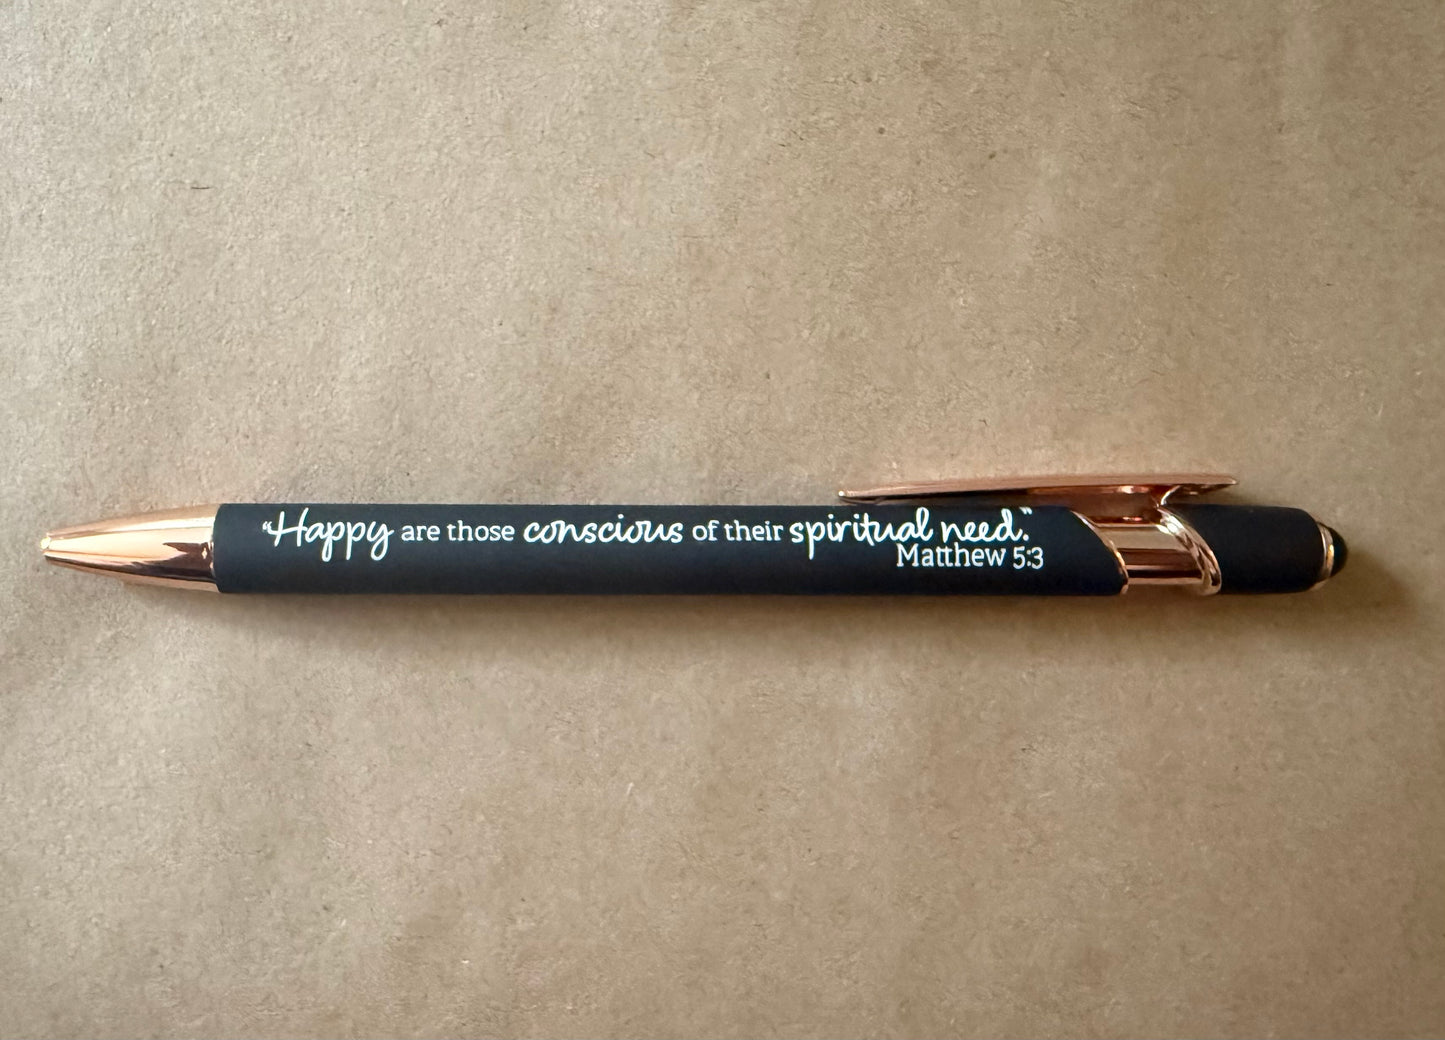 “Happy are those conscious of their spiritual need.”
Matthew 5:3